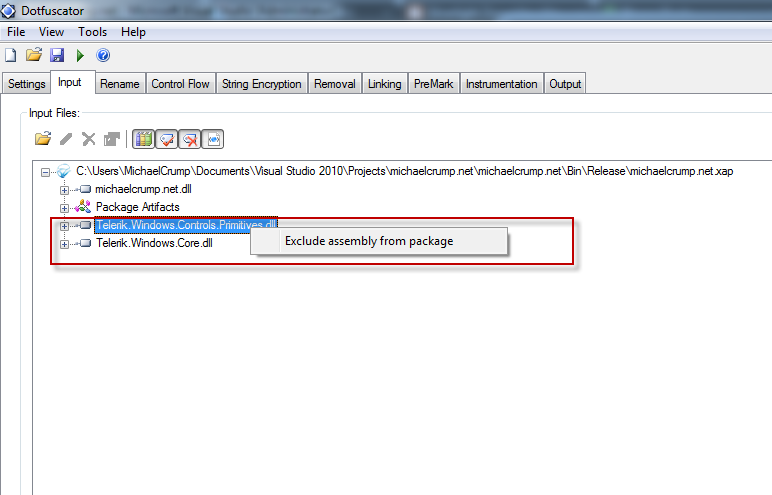 Dotfuscator
File View Tools Help
Settings Input Rename Control Flow String Encryption Removal Linking PreMark Instrumentation Output
Input Files:
C:\Users\MichaelCrump\Documents\Visual Studio 2010\Projects\michaelcrump.net\michaelcrump.net\Bin\Release\michaelcrump.net.xap
michaelcrump.net.dll
Package Artifacts
Telerik.Windows.Controls.Primitives.dll
Exclude assembly from package
Telerik.Windows.Core.dll